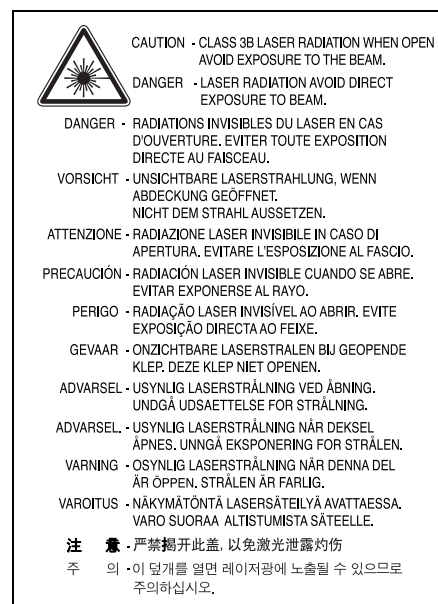 CAUTION - CLASS 3B LASER RADIATION WHEN OPEN
AVOID EXPOSURE TO THE BEAM.
DANGER - LASER RADIATION AVOID DIRECT
EXPOSURE TO BEAM.
DANGER - RADIATIONS INVISIBLES DU LASER EN CAS
D'OUVERTURE. EVITER TOUTE EXPOSITION
DIRECTE AU FAISCEAU.
VORSICHT - UNSICHTBARE LASERSTRAHLUNG, WENN
ABDECKUNG GEÖFFNET.
NICHT DEM STRAHL AUSSETZEN.
ATTENZIONE - RADIAZIONE LASER INVISIBILE IN CASO DI
APERTURA. EVITARE L'ESPOSIZIONE AL FASCIO.
PRECAUCIÓN - RADIACIÓN LASER INVISIBLE CUANDO SE ABRE.
EVITAR EXPONERSE AL RAYO.
PERIGO - RADIAÇÃO LASER INVISÍVEL AO ABRIR. EVITE
EXPOSIÇÃO DIRECTA AO FEIXE.
GEVAAR - ONZICHTBARE LASERSTRALEN BIJ GEOPENDE
KLEP. DEZE KLEP NIET OPENEN.
ADVARSEL - USYNLIG LASERSTRÅLNING VED ÅBNING.
UNDGÅ UDSAETTELSE FOR STRÅLNING.
ADVARSEL. - USYNLIG LASERSTRÅLNING NÅR DEKSEL
ÅPNES. UNNGÅ EKSPONERING FOR STRÅLEN.
VARNING - OSYNLIG LASERSTRÅLNING NÄR DENNA DEL
ÄR ÖPPEN. STRÅLEN ÄR FARLIG.
VAROITUS - NÄKYMÄTÖNTÄ LASERSÄTEILYÄ AVATTAESSA.
VARO SUORAA ALTISTUMISTA SÄTEELLE.
注 意 - 严禁揭开此盖, 以免激光泄露灼伤
주 의 - 이 덮개를 열면 레이저광에 노출될 수 있으므로
주의하십시오.